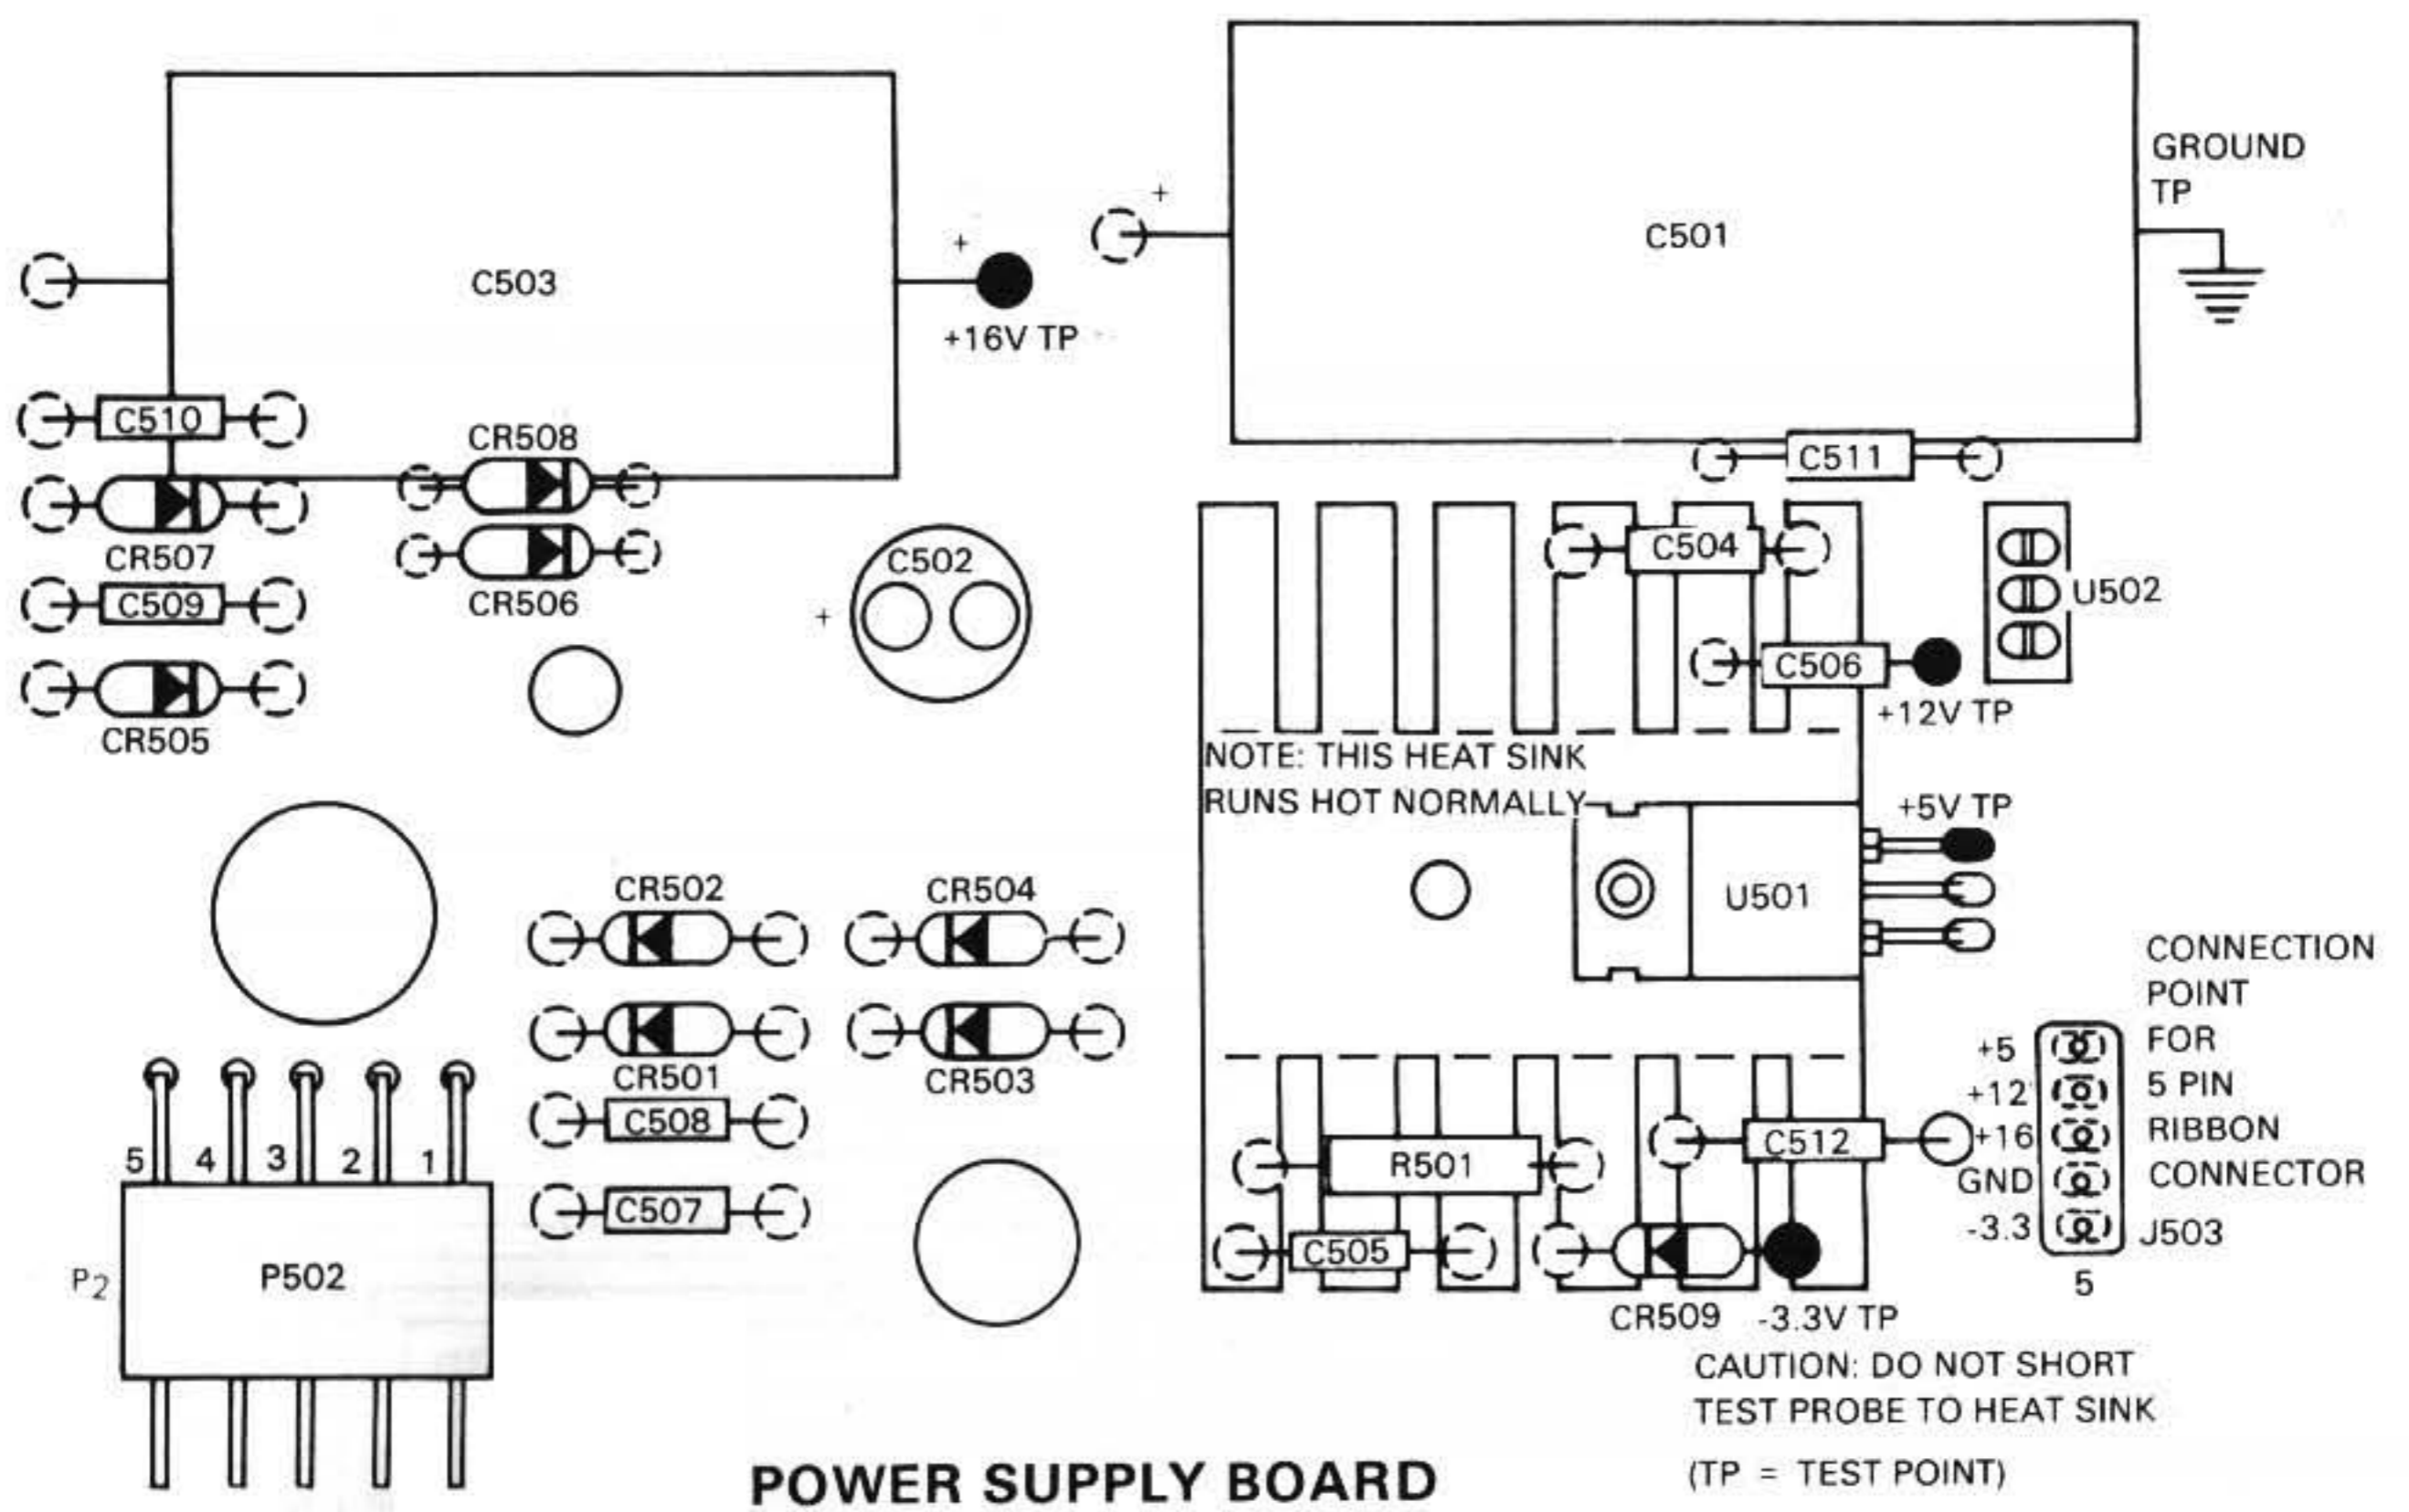 GROUND
TP
+
C501
+
C503
+16V TP
C510
CR508
C511
CR507
C502
C504
U502
C509
CR506
+
C506
CR505
+12V TP
NOTE: THIS HEAT SINK
RUNS HOT NORMALLY
+5V TP
CR502
CR504
U501
CONNECTION
POINT
FOR
5 PIN
RIBBON
CONNECTOR
+5
+12
+16
GND
-3.3
J503
5
CR501
CR503
C508
C512
R501
5 4 3 2 1
C507
C505
P2
P502
CR509
-3.3V TP
CAUTION: DO NOT SHORT
TEST PROBE TO HEAT SINK
(TP = TEST POINT)
POWER SUPPLY BOARD